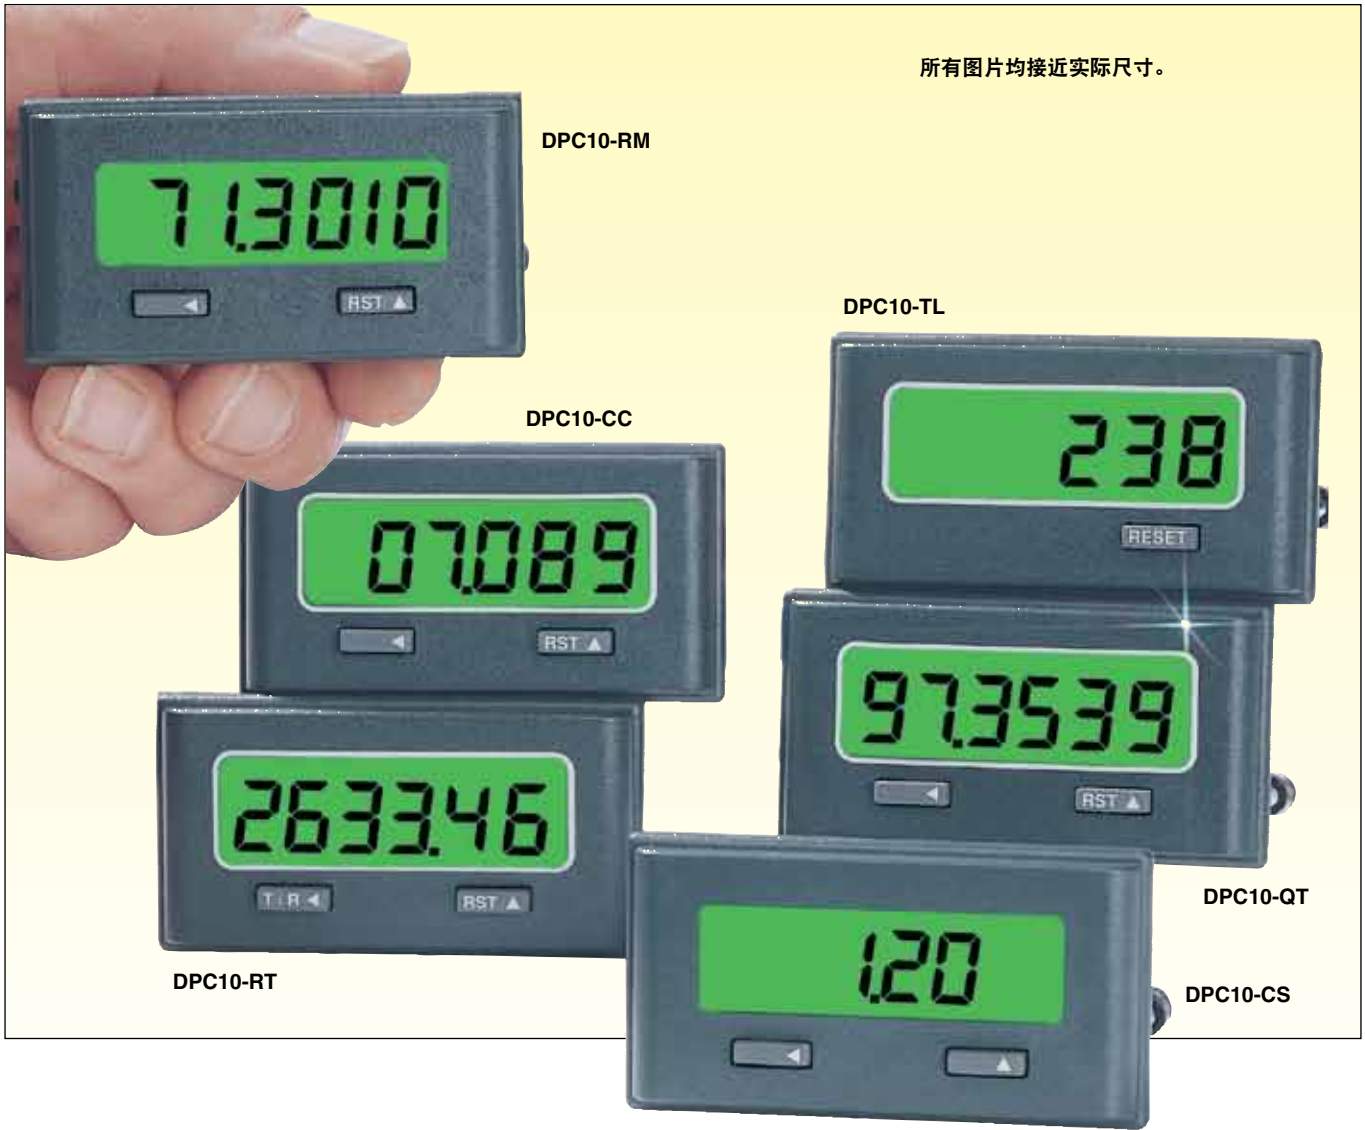 所有图片均接近实际尺寸。
DPC10-RM
71.3010
RST
DPC10-TL
238
RESET
DPC10-CC
07.089
RST
97.3539
RST
DPC10-QT
2633.46
T R
RST
DPC10-RT
1.20
DPC10-CS